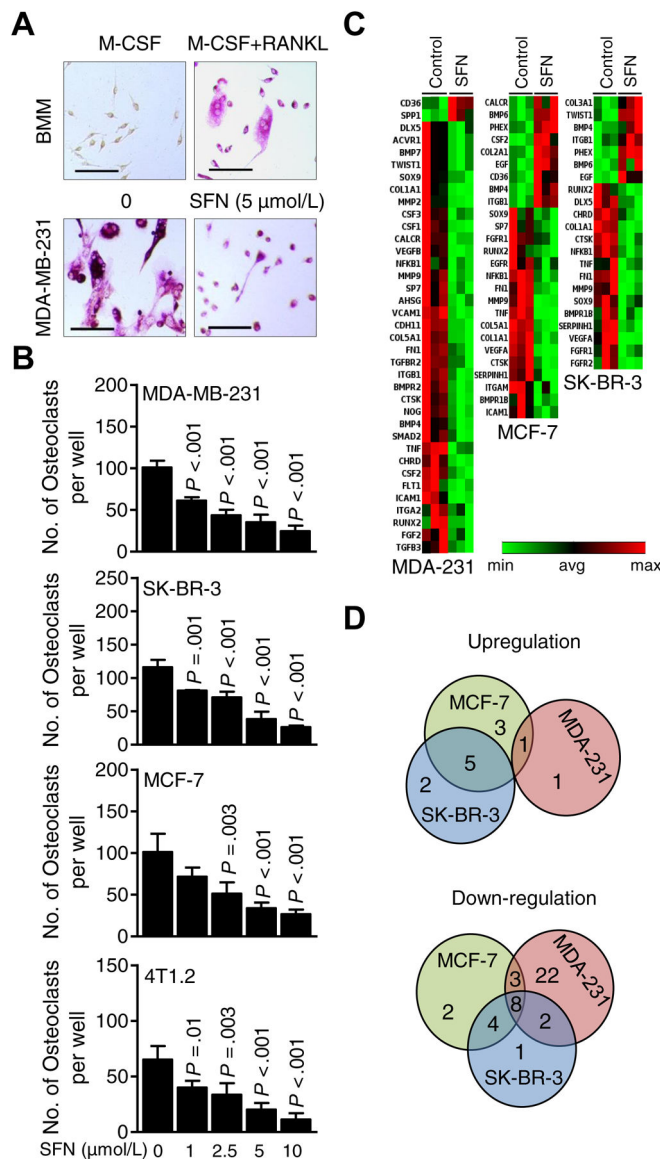 A
M-CSF
M-CSF+RANKL
BMM
0
SFN (5 μmol/L)
MDA-MB-231
B
MDA-MB-231
No. of Osteoclasts
per well
150
100
50
0
P <.001
P <.001
P <.001
P <.001
SK-BR-3
No. of Osteoclasts
per well
200
250
150
100
50
0
P =.001
P <.001
P <.001
P <.001
MCF-7
No. of Osteoclasts
per well
200
150
100
50
0
P =.003
P <.001
P <.001
4T1.2
No. of Osteoclasts
per well
150
100
50
0
P =.01
P =.003
P <.001
P <.001
SFN (μmol/L)
0
1
2.5
5
10
C
Control
SFN
CD36
SPP1
DLX5
ACVR1
BMP7
TWIST1
SOX9
COL1A1
MMP2
CSF3
CSF1
CALCR
VEGFB
NFKB1
MMP9
SP7
AHSG
VCAM1
CDH11
COL5A1
FN1
TGFBR2
ITGB1
BMPR2
CTSK
NOG
BMP4
SMAD2
TNF
CHRD
CSF2
FLT1
ICAM1
ITGA2
RUNX2
FGF2
TGFB3
MDA-231
Control
SFN
CALCR
BMP6
PHEX
CSF2
COL2A1
EGF
CD36
BMP4
ITGB1
SOX9
SP7
FGFR1
RUNX2
EGFR
NFKB1
FN1
MMP9
TNF
COL5A1
COL1A1
VEGFA
CTSK
SERPINH1
ITGAM
BMPR1B
ICAM1
MCF-7
Control
SFN
COL3A1
TWIST1
BMP4
ITGB1
PHEX
BMP6
EGF
RUNX2
DLX5
CHRD
COL1A1
CTSK
NFKB1
TNF
FN1
MMP9
SOX9
BMPR1B
SERPINH1
VEGFA
FGFR1
FGFR2
SK-BR-3
min
avg
max
D
Upregulation
MCF-7
3
1
MDA-231
1
5
2
SK-BR-3
Down-regulation
MCF-7
3
22
MDA-231
8
2
4
2
1
SK-BR-3